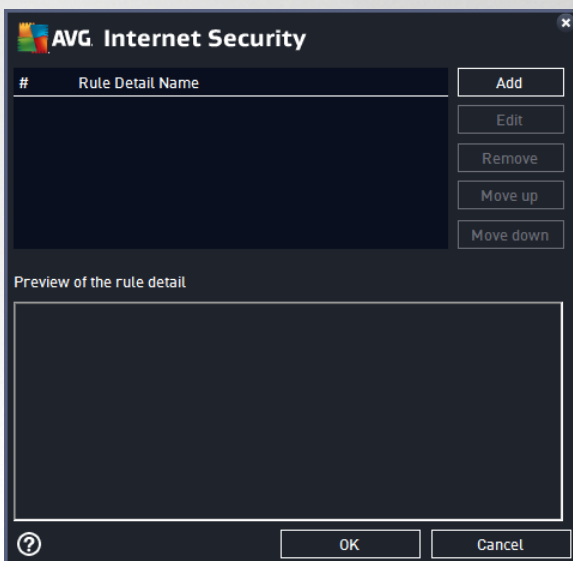 AVG. Internet Security
# Rule Detail Name
Add
Edit
Remove
Move up
Move down
Preview of the rule detail
?
OK
Cancel